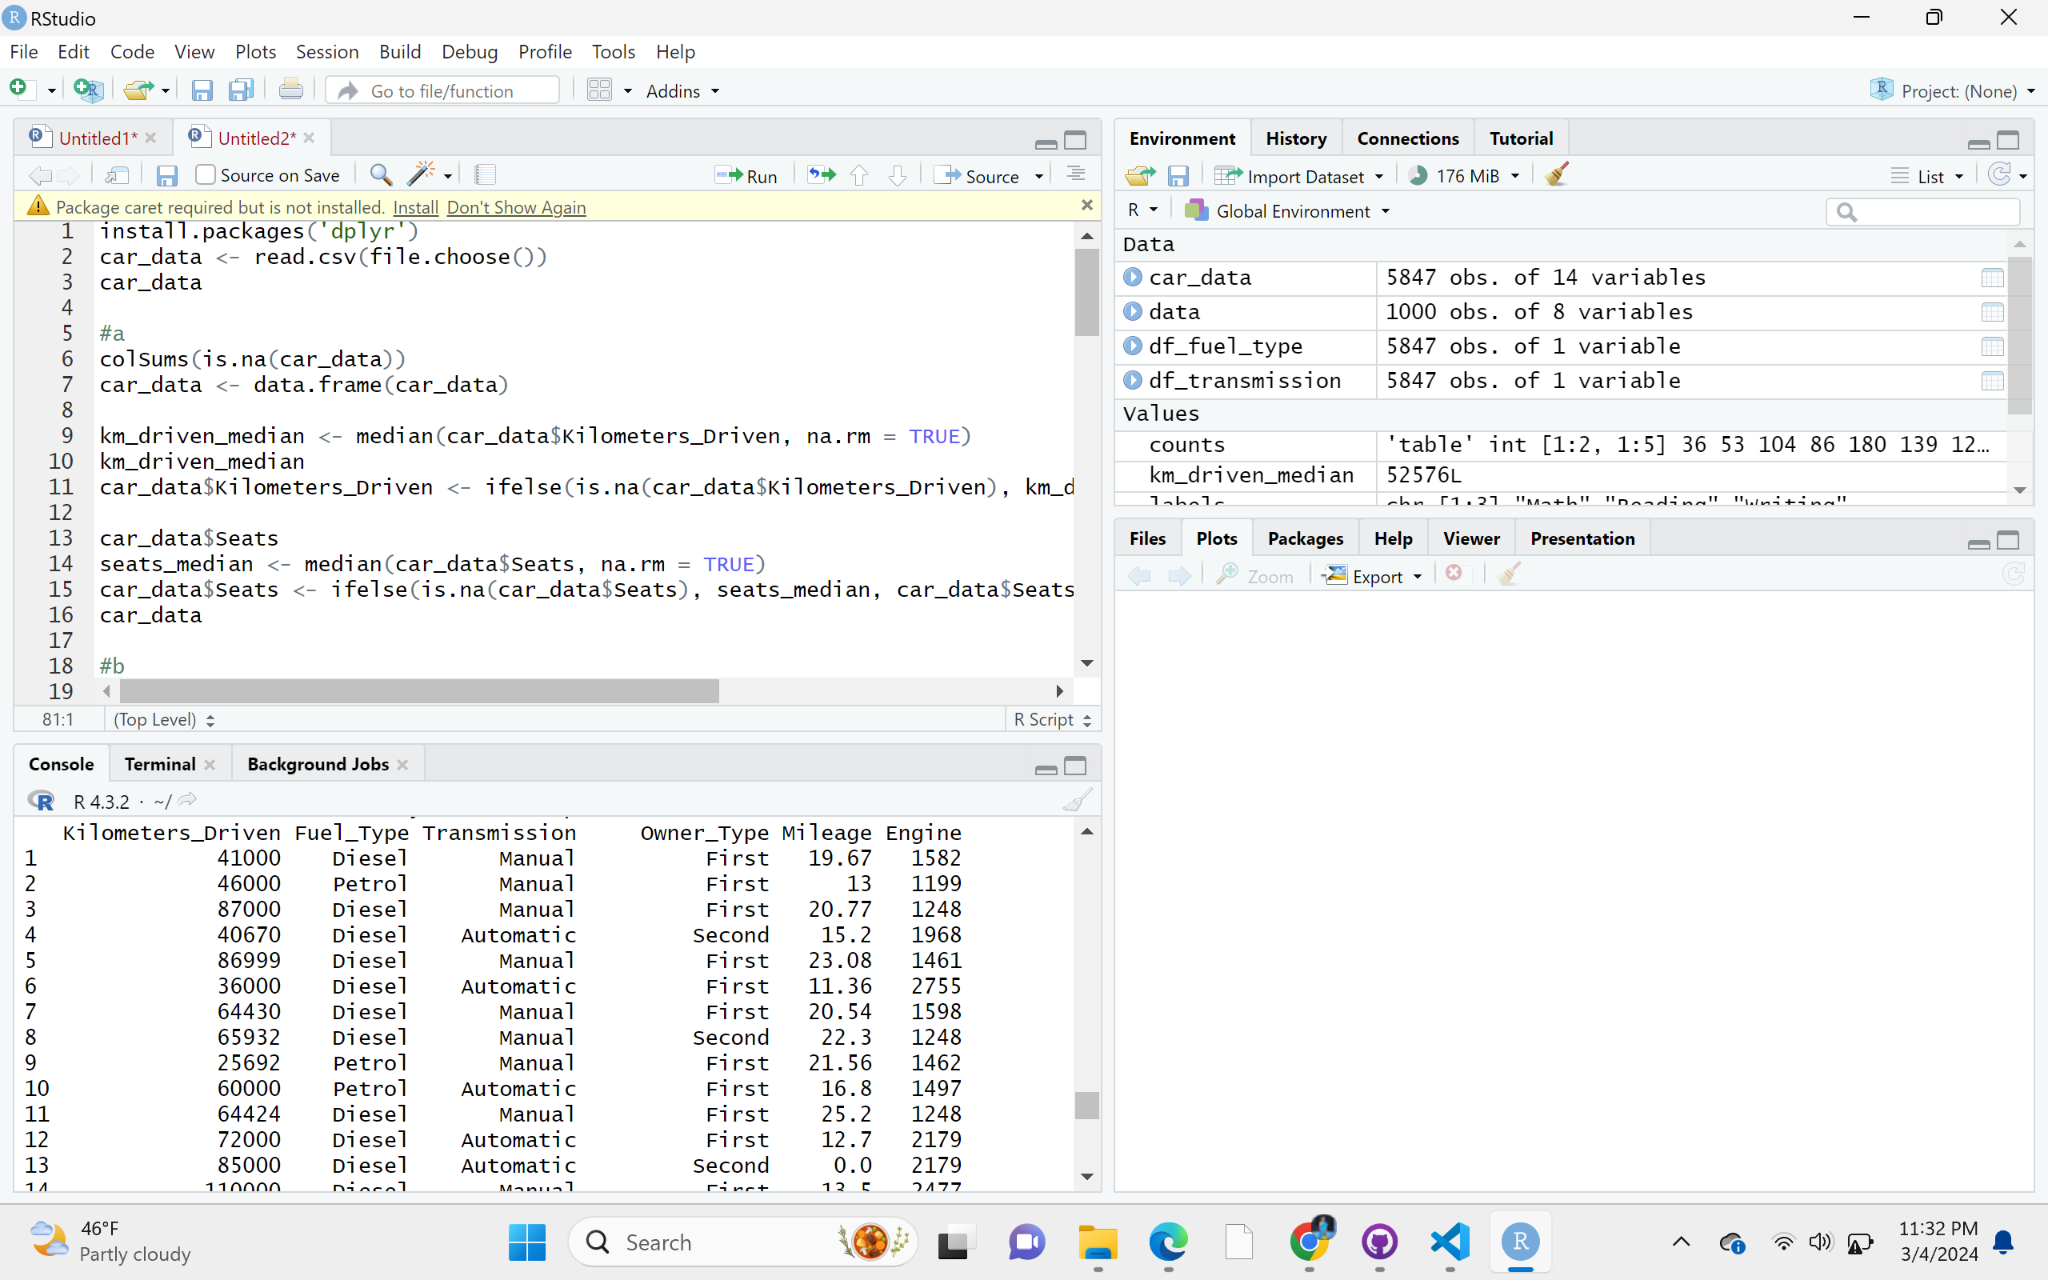 RStudio
File Edit Code View Plots Session Build Debug Profile Tools Help
Go to file/function Addins Project: (None)
Untitled1* Untitled2*
Source on Save Run Source
Package caret required but is not installed. Install Don't Show Again
1 install.packages('dplyr')
2 car_data <- read.csv(file.choose())
3 car_data
4
5 #a
6 colSums(is.na(car_data))
7 car_data <- data.frame(car_data)
8
9 km_driven_median <- median(car_data$Kilometers_Driven, na.rm = TRUE)
10 km_driven_median
11 car_data$Kilometers_Driven <- ifelse(is.na(car_data$Kilometers_Driven), km_d
12
13 car_data$Seats
14 seats_median <- median(car_data$Seats, na.rm = TRUE)
15 car_data$Seats <- ifelse(is.na(car_data$Seats), seats_median, car_data$Seats
16 car_data
17
18 #b
19
81:1 (Top Level) R Script
Console Terminal Background Jobs
R 4.3.2 · ~/
Kilometers_Driven Fuel_Type Transmission Owner_Type Mileage Engine
1 41000 Diesel Manual First 19.67 1582
2 46000 Petrol Manual First 13 1199
3 87000 Diesel Manual First 20.77 1248
4 40670 Diesel Automatic Second 15.2 1968
5 86999 Diesel Manual First 23.08 1461
6 36000 Diesel Automatic First 11.36 2755
7 64430 Diesel Manual First 20.54 1598
8 65932 Diesel Manual Second 22.3 1248
9 25692 Petrol Manual First 21.56 1462
10 60000 Petrol Automatic First 16.8 1497
11 64424 Diesel Manual First 25.2 1248
12 72000 Diesel Automatic First 12.7 2179
13 85000 Diesel Automatic Second 0.0 2179
14 110000 Diesel Manual First 13.5 2477
Environment History Connections Tutorial
Import Dataset 176 MiB List
R Global Environment
Data
car_data 5847 obs. of 14 variables
data 1000 obs. of 8 variables
df_fuel_type 5847 obs. of 1 variable
df_transmission 5847 obs. of 1 variable
Values
counts 'table' int [1:2, 1:5] 36 53 104 86 180 139 12…
km_driven_median 52576L
labels chr [1:3] "Math" "Reading" "Writing"
Files Plots Packages Help Viewer Presentation
Zoom Export
46°F
Partly cloudy
Search
11:32 PM
3/4/2024